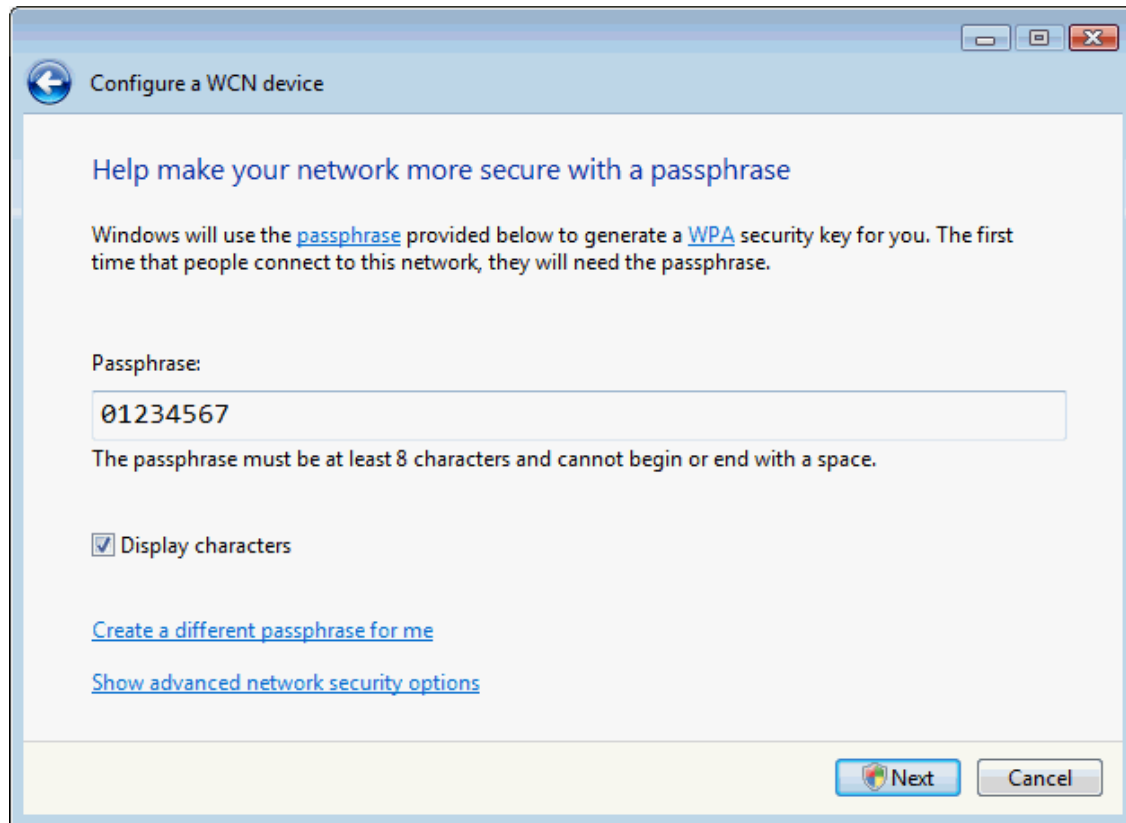 Configure a WCN device
Help make your network more secure with a passphrase
Windows will use the passphrase provided below to generate a WPA security key for you. The first
time that people connect to this network, they will need the passphrase.
Passphrase:
01234567
The passphrase must be at least 8 characters and cannot begin or end with a space.
Display characters
Create a different passphrase for me
Show advanced network security options
Next Cancel